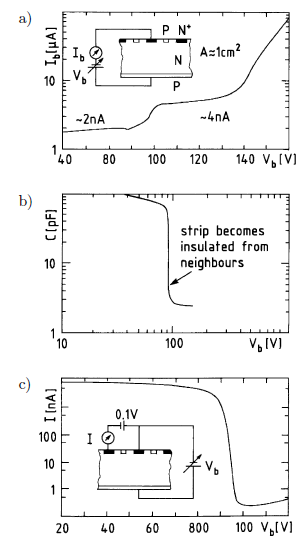 a)
I_b[μA]
10
1
I_b
V_b
P N⁺
N
P
A≈1cm²
~2nA
~4nA
40 60 80 100 120 140 V_b[V]
b)
C[pF]
100
10
1
strip becomes
insulated from
neighbours
10 100 V_b[V]
c)
I [nA]
100
10
1
0.1V
I
V_b
20 40 60 800 100 V_b[V]